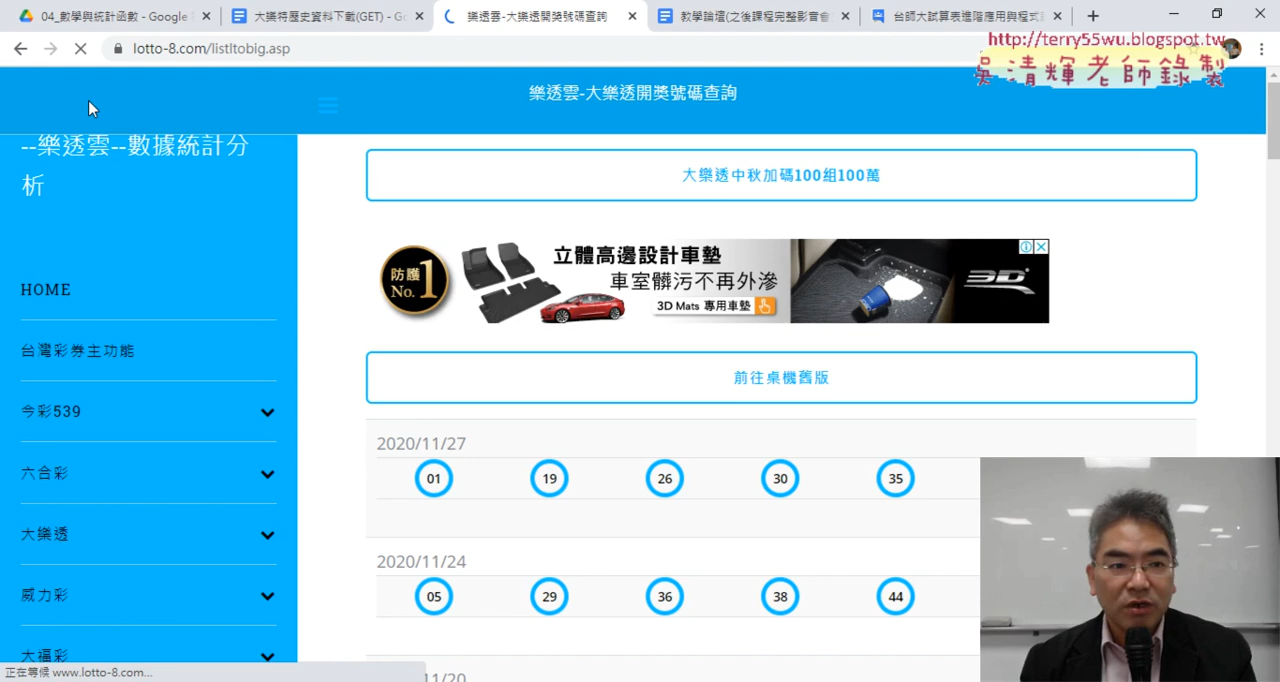 04_數學與統計函數 - Google
大樂特歷史資料下載(GET) - Go
樂透雲-大樂透開獎號碼查詢
教學論壇(之後課程完整影音會
台師大試算表進階應用與程式
lotto-8.com/listltobig.asp
http://terry55wu.blogspot.tw
吳清輝老師錄製
樂透雲-大樂透開獎號碼查詢
--樂透雲--數據統計分
析
HOME
台灣彩券主功能
今彩539
六合彩
大樂透
威力彩
大福彩
大樂透中秋加碼100組100萬
防護
No. 1
立體高邊設計車墊
車室髒污不再外滲
3D Mats 專用車墊
3D
前往桌機舊版
2020/11/27
01 19 26 30 35
2020/11/24
05 29 36 38 44
11/20
正在等候 www.lotto-8.com...